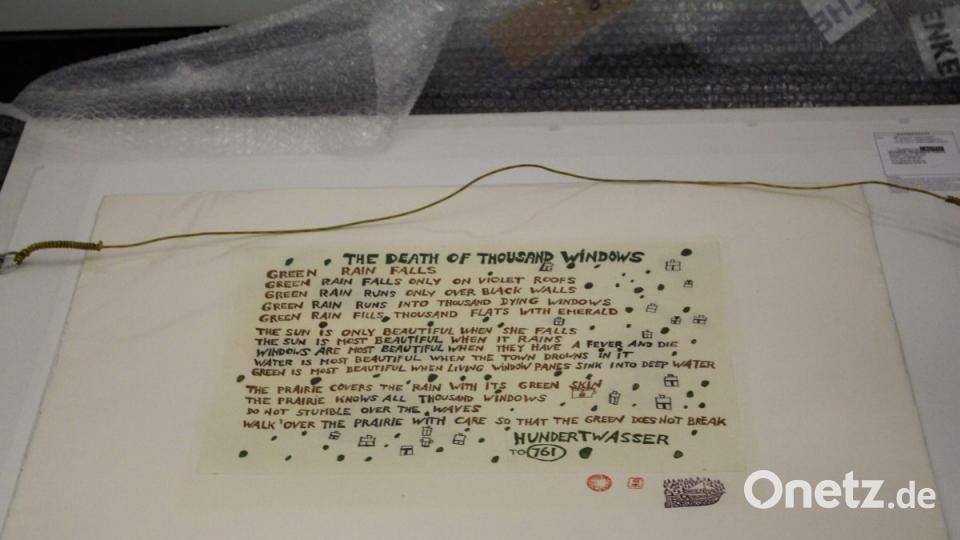 HE
ENKE
THE DEATH OF THOUSAND WINDOWS
GREEN RAIN FALLS
GREEN RAIN FALLS ONLY ON VIOLET ROOFS
GREEN RAIN RUNS ONLY OVER BLACK WALLS
GREEN RAIN RUNS INTO THOUSAND DYING WINDOWS
GREEN RAIN FILLS THOUSAND FLATS WITH EMERALD
THE SUN IS ONLY BEAUTIFUL WHEN SHE FALLS
THE SUN IS MOST BEAUTIFUL WHEN IT RAINS
WINDOWS ARE MOST BEAUTIFUL WHEN THEY HAVE A FEVER AND DIE
WATER IS MOST BEAUTIFUL WHEN THE TOWN DROWNS IN IT
GREEN IS MOST BEAUTIFUL WHEN LIVING WINDOW PANES SINK INTO DEEP WATER
THE PRAIRIE COVERS THE RAIN WITH ITS GREEN SKIN
THE PRAIRIE KNOWS ALL THOUSAND WINDOWS
DO NOT STUMBLE OVER THE WAVES
WALK OVER THE PRAIRIE WITH CARE SO THAT THE GREEN DOES NOT BREAK
HUNDERTWASSER
TO 761
Onetz.de